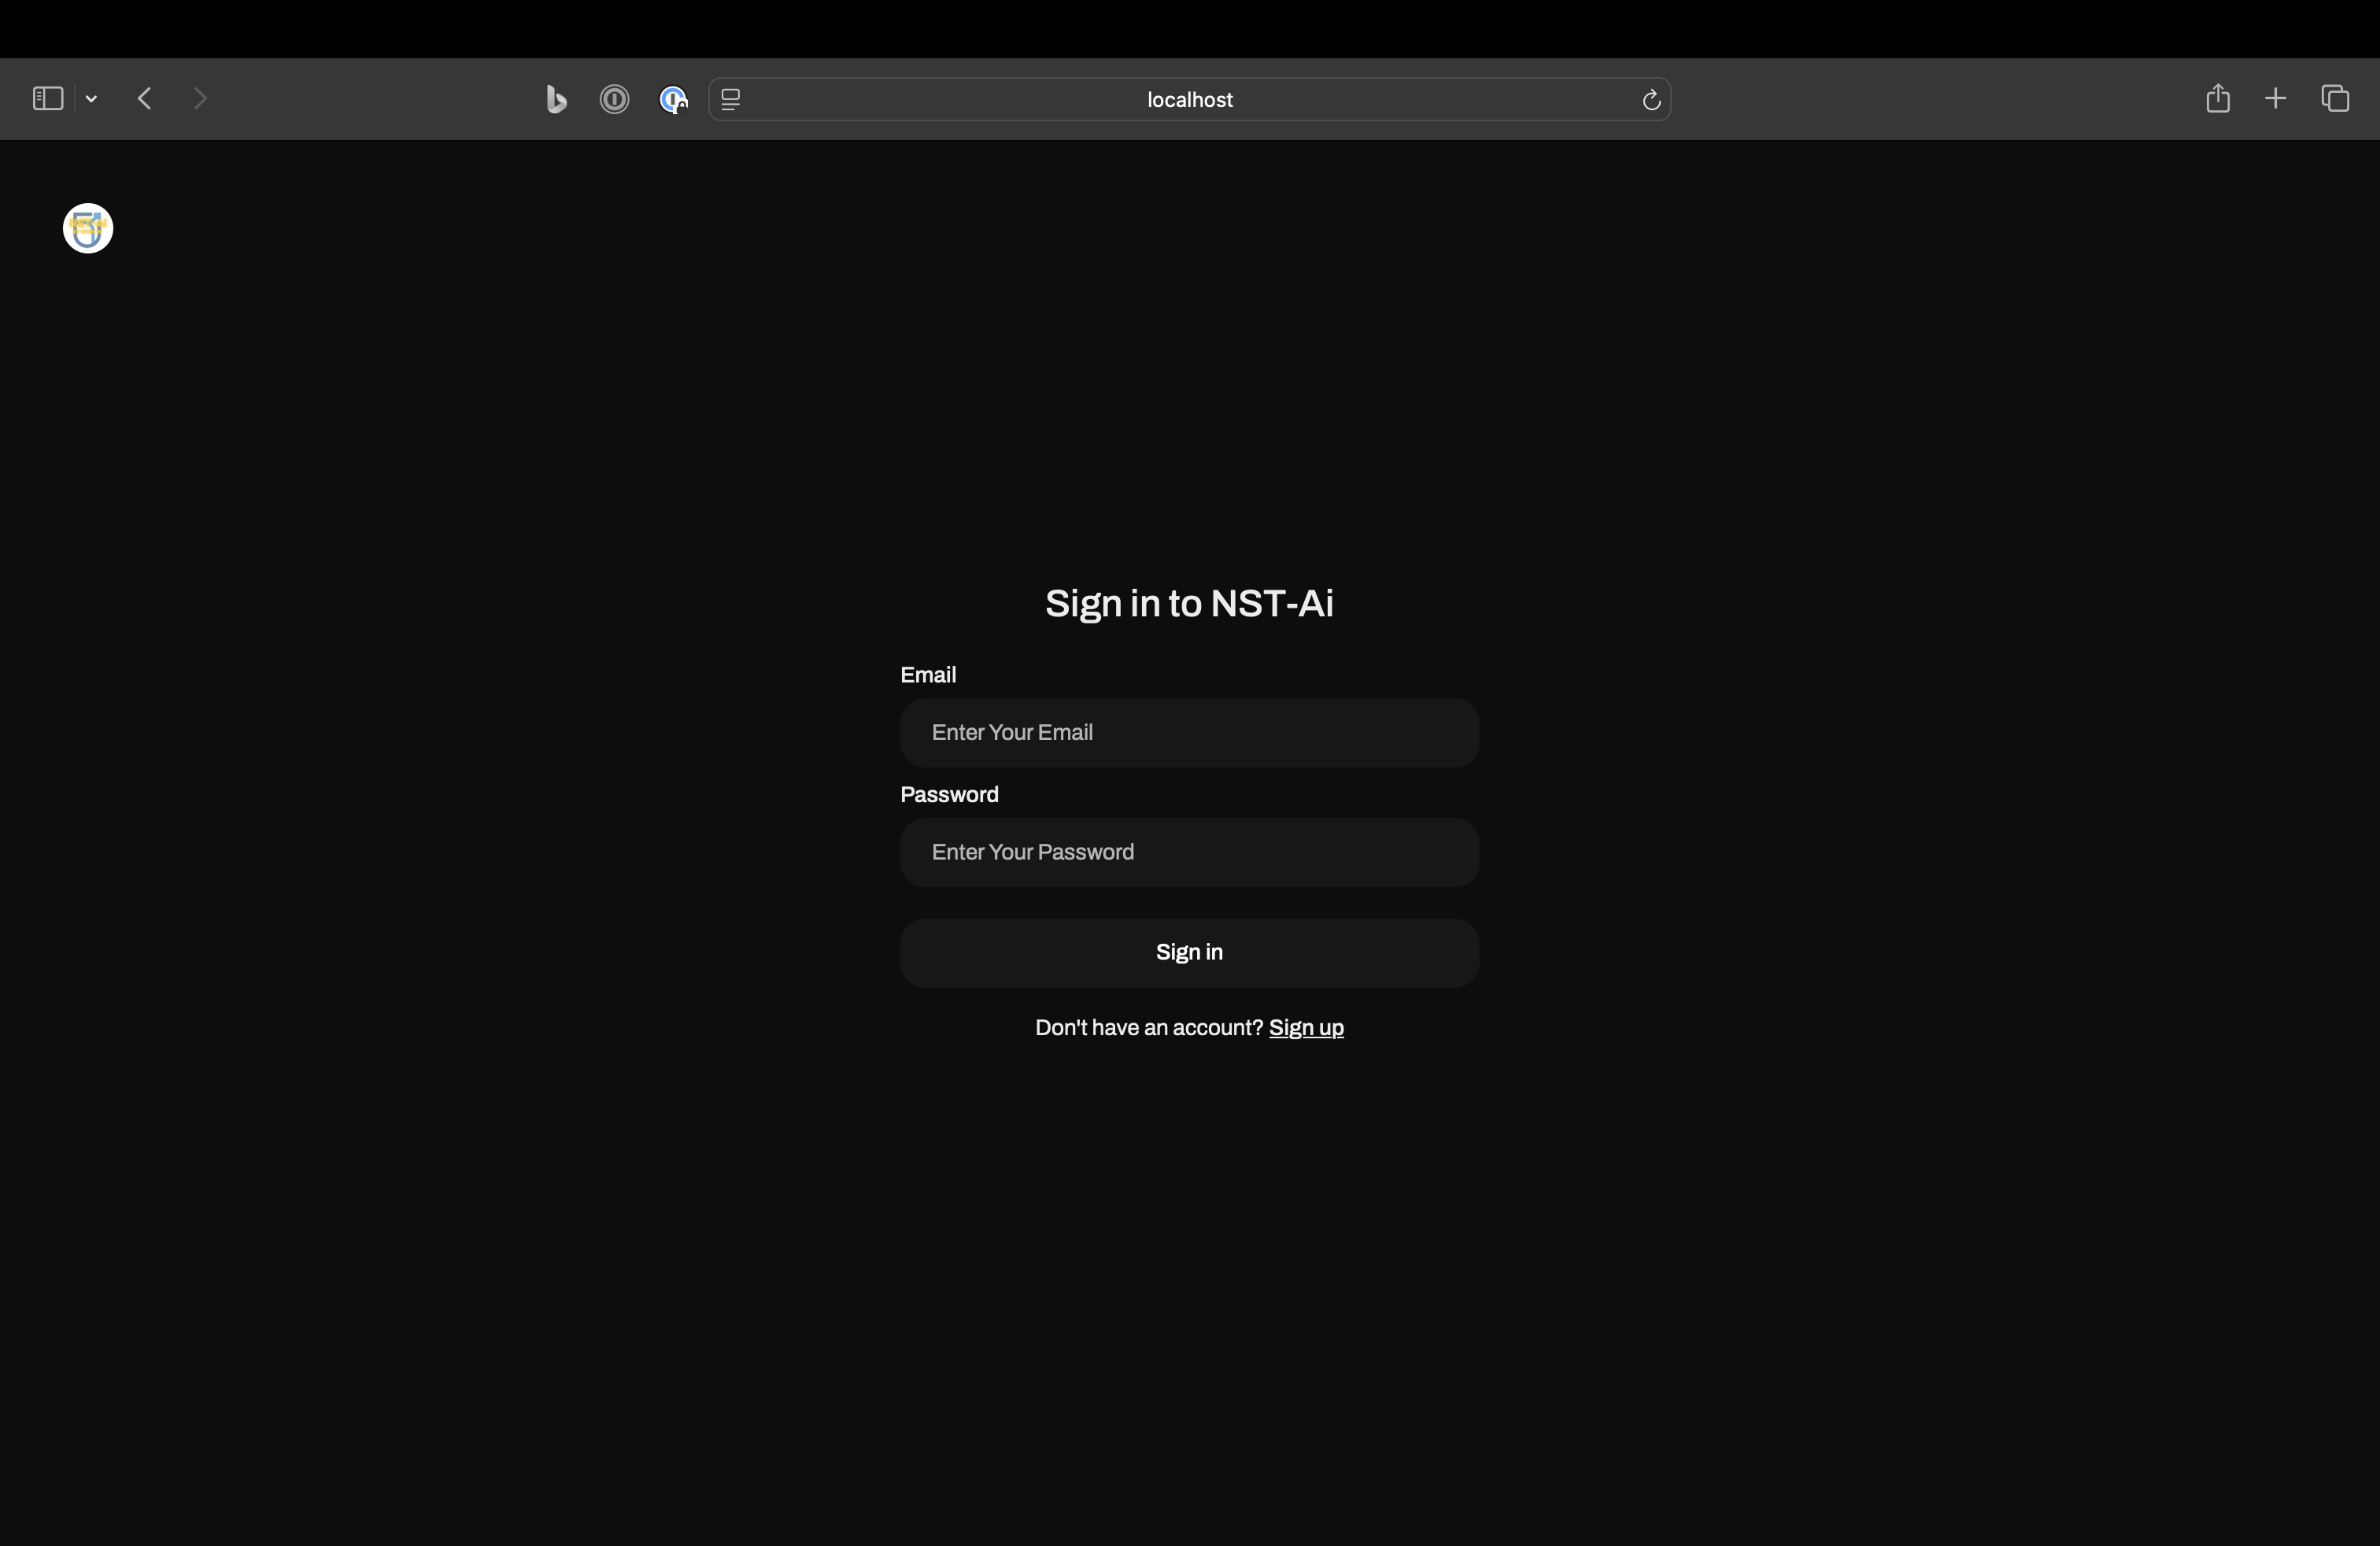 localhost
Sign in to NST-Ai
Email
Enter Your Email
Password
Enter Your Password
Sign in
Don't have an account? Sign up